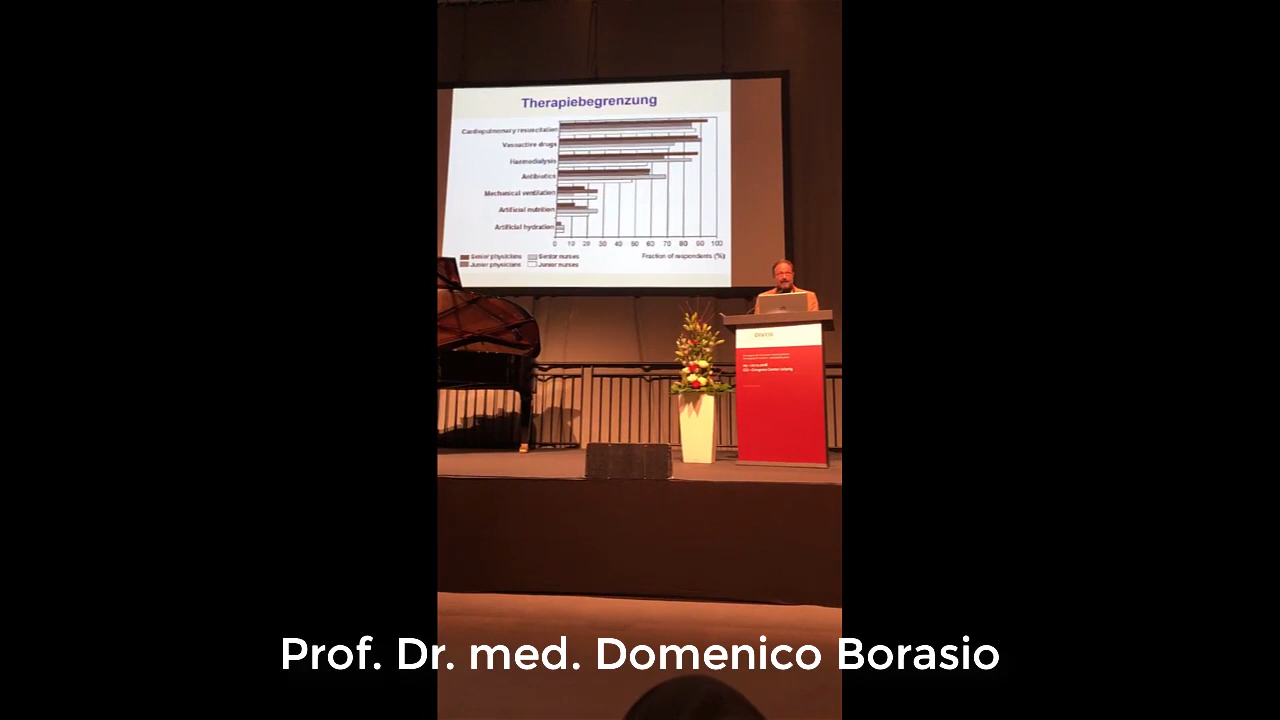 Therapiebegrenzung
Cardiopulmonary resuscitation
Vasoactive drugs
Haemodialysis
Antibiotics
Mechanical ventilation
Artificial nutrition
Artificial hydration
0 10 20 30 40 50 60 70 80 90 100
Fraction of respondents (%)
Senior physicians
Senior nurses
Junior physicians
Junior nurses
Prof. Dr. med. Domenico Borasio